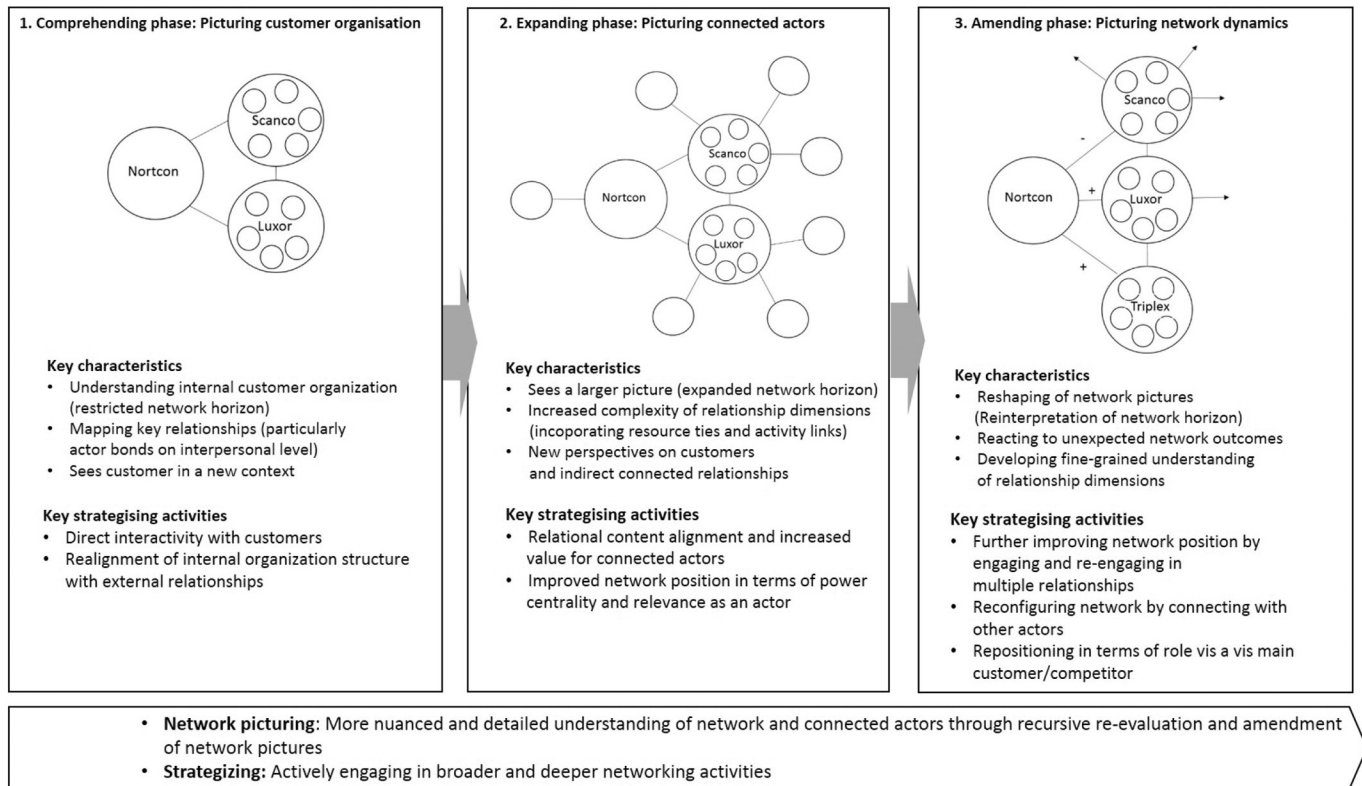 1. Comprehending phase: Picturing customer organisation
Scanco
Nortcon
Luxor
Key characteristics
• Understanding internal customer organization
(restricted network horizon)
• Mapping key relationships (particularly
actor bonds on interpersonal level)
• Sees customer in a new context
Key strategising activities
• Direct interactivity with customers
• Realignment of internal organization structure
with external relationships
2. Expanding phase: Picturing connected actors
Scanco
Nortcon
Luxor
Key characteristics
• Sees a larger picture (expanded network horizon)
• Increased complexity of relationship dimensions
(incoporating resource ties and activity links)
• New perspectives on customers
and indirect connected relationships
Key strategising activities
• Relational content alignment and increased
value for connected actors
• Improved network position in terms of power
centrality and relevance as an actor
3. Amending phase: Picturing network dynamics
Scanco
-
Nortcon
+
Luxor
+
Triplex
Key characteristics
• Reshaping of network pictures
(Reinterpretation of network horizon)
• Reacting to unexpected network outcomes
• Developing fine-grained understanding
of relationship dimensions
Key strategising activities
• Further improving network position by
engaging and re-engaging in
multiple relationships
• Reconfiguring network by connecting with
other actors
• Repositioning in terms of role vis a vis main
customer/competitor
• Network picturing: More nuanced and detailed understanding of network and connected actors through recursive re-evaluation and amendment
of network pictures
• Strategizing: Actively engaging in broader and deeper networking activities